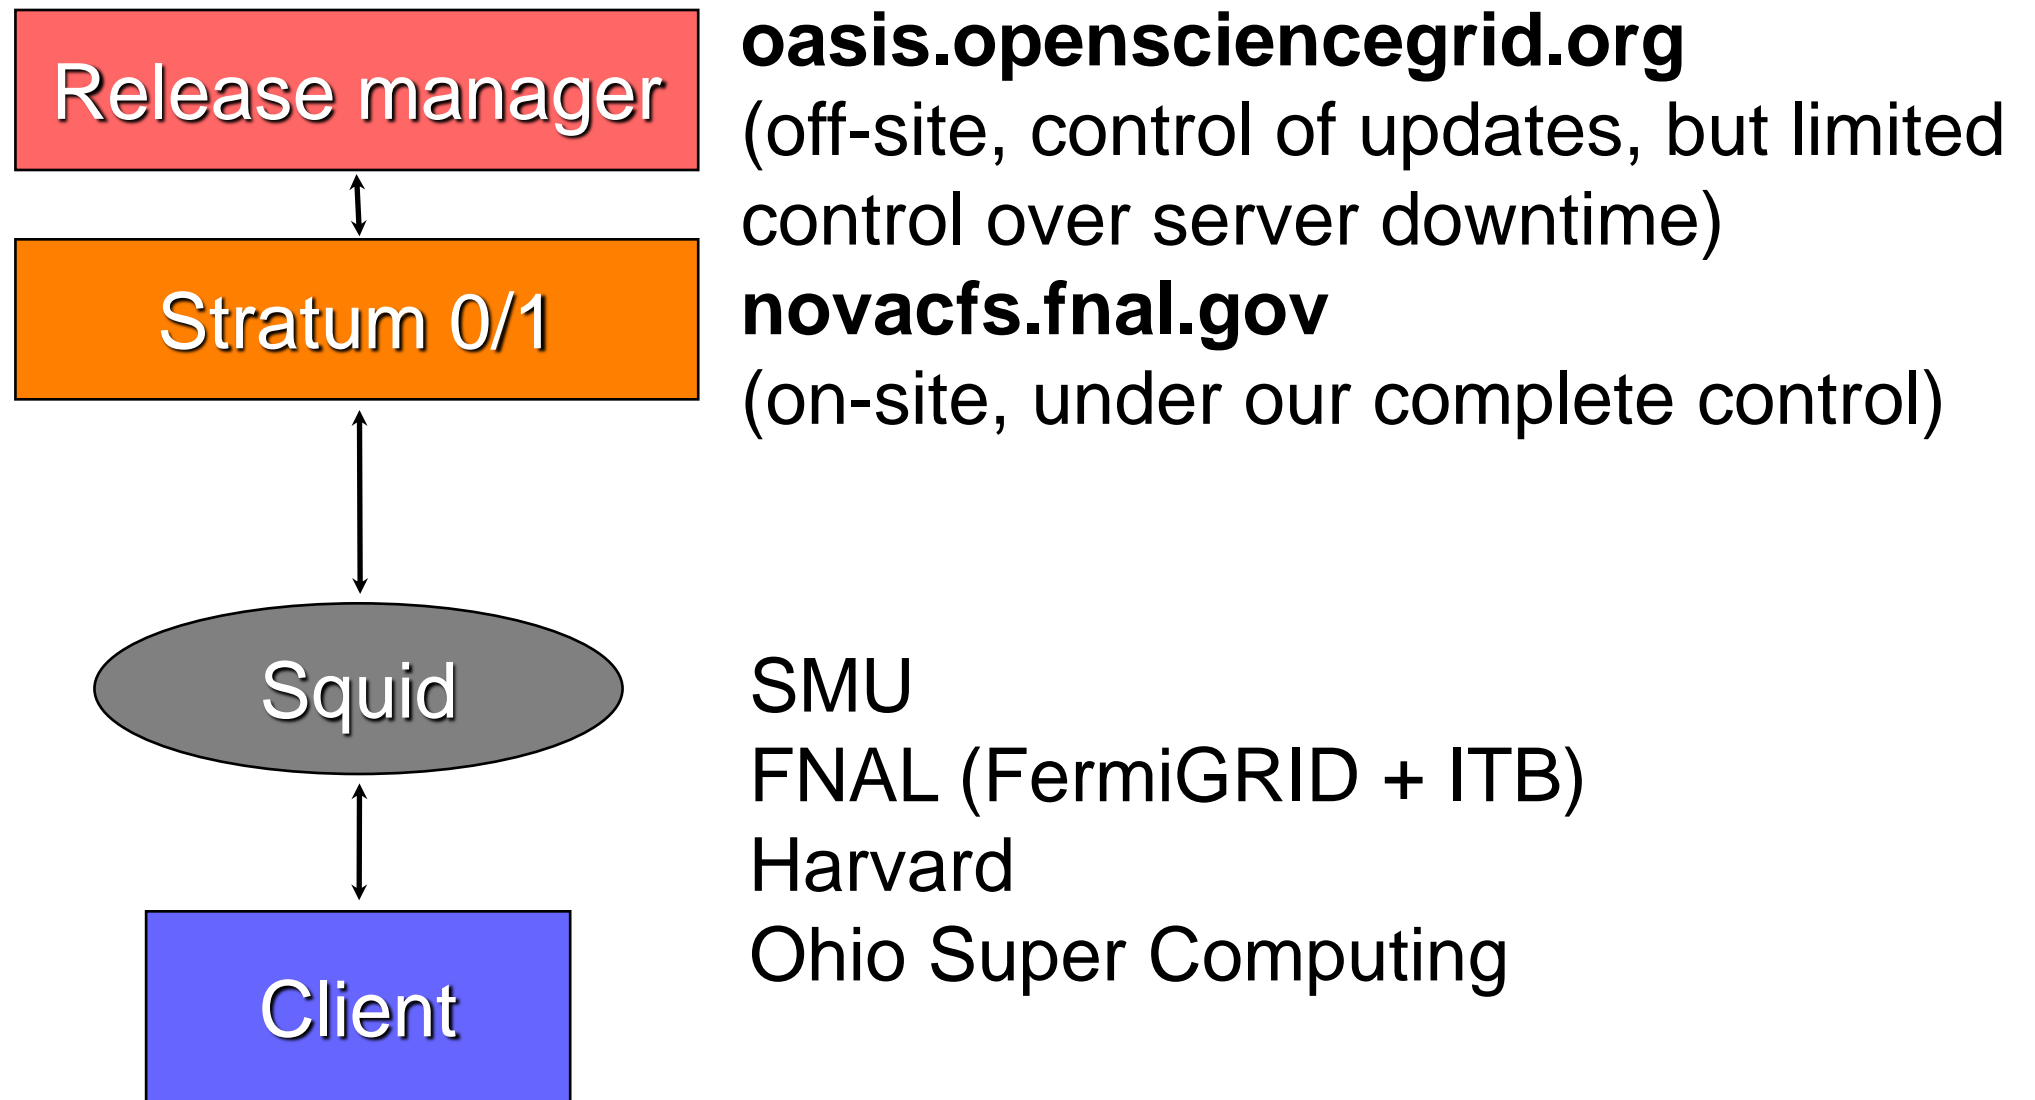 Release manager
oasis.opensciencegrid.org
(off-site, control of updates, but limited
control over server downtime)
Stratum 0/1
novacfs.fnal.gov
(on-site, under our complete control)
Squid
SMU
FNAL (FermiGRID + ITB)
Harvard
Ohio Super Computing
Client